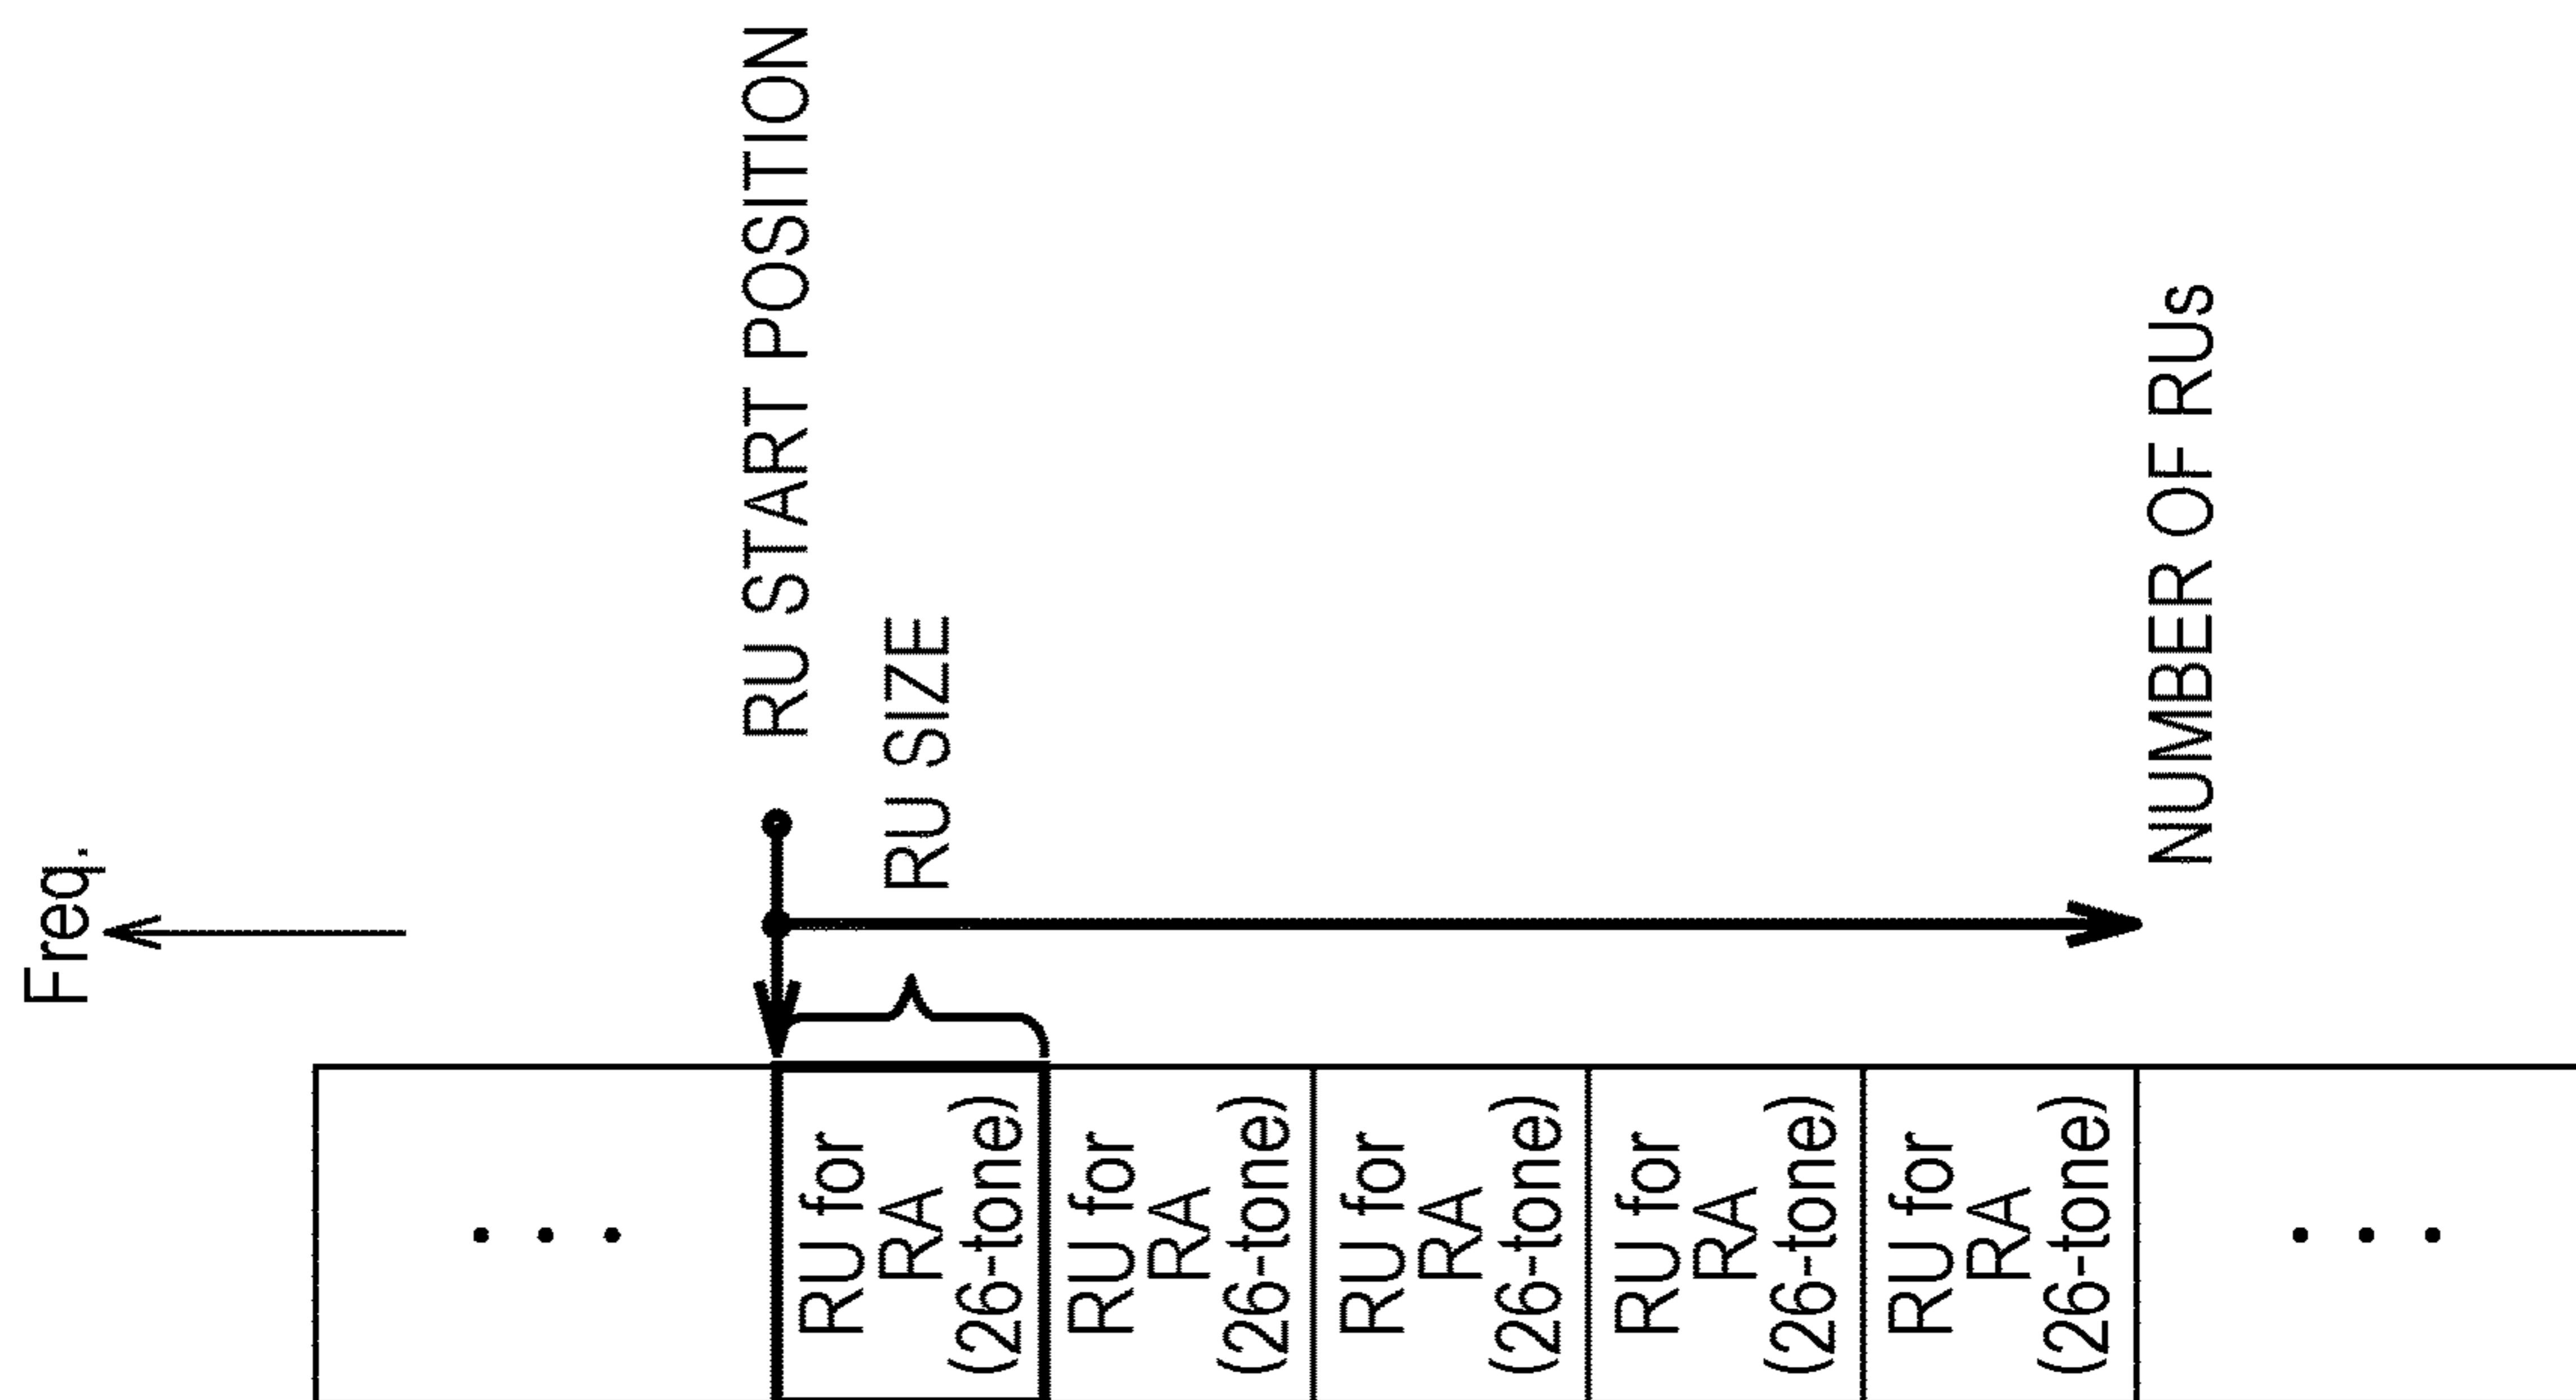 Freq.
RU START POSITION
RU SIZE
NUMBER OF RUs
RU for
RA
(26-tone)
RU for
RA
(26-tone)
RU for
RA
(26-tone)
RU for
RA
(26-tone)
RU for
RA
(26-tone)